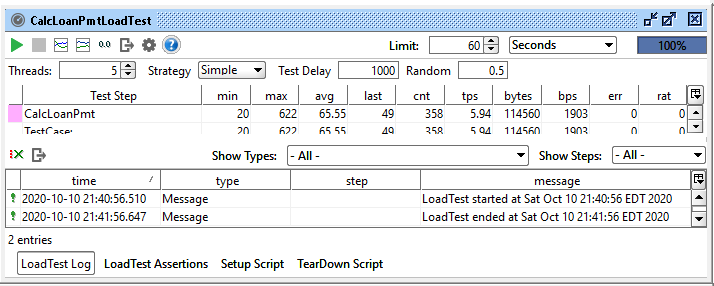 CalcLoanPmtLoadTest
0.0 ? Limit: 60 Seconds 100%
Threads: 5 Strategy Simple Test Delay 1000 Random 0.5
Test Step min max avg last cnt tps bytes bps err rat
CalcLoanPmt 20 622 65.55 49 358 5.94 114560 1903 0 0
TestCase: 20 622 65.55 49 358 5.94 114560 1903 0 0
Show Types: - All - Show Steps: - All -
time / type step message
2020-10-10 21:40:56.510 Message LoadTest started at Sat Oct 10 21:40:56 EDT 2020
2020-10-10 21:41:56.647 Message LoadTest ended at Sat Oct 10 21:41:56 EDT 2020
2 entries
LoadTest Log LoadTest Assertions Setup Script TearDown Script